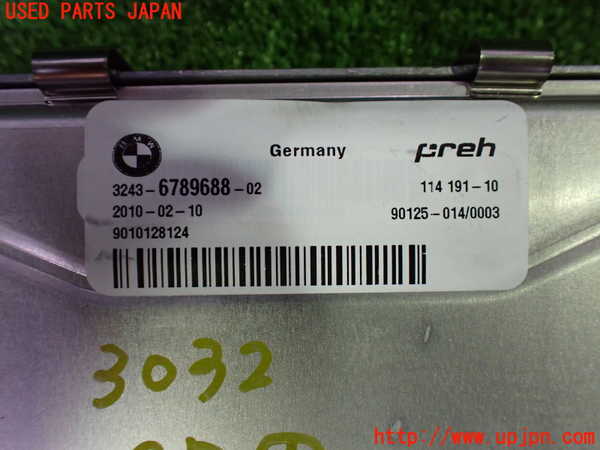 USED PARTS JAPAN
BMW
Germany
preh
3243-6789688-02
114 191-10
2010-02-10
90125-014/0003
9010128124
3032
http://www.upjpn.com/